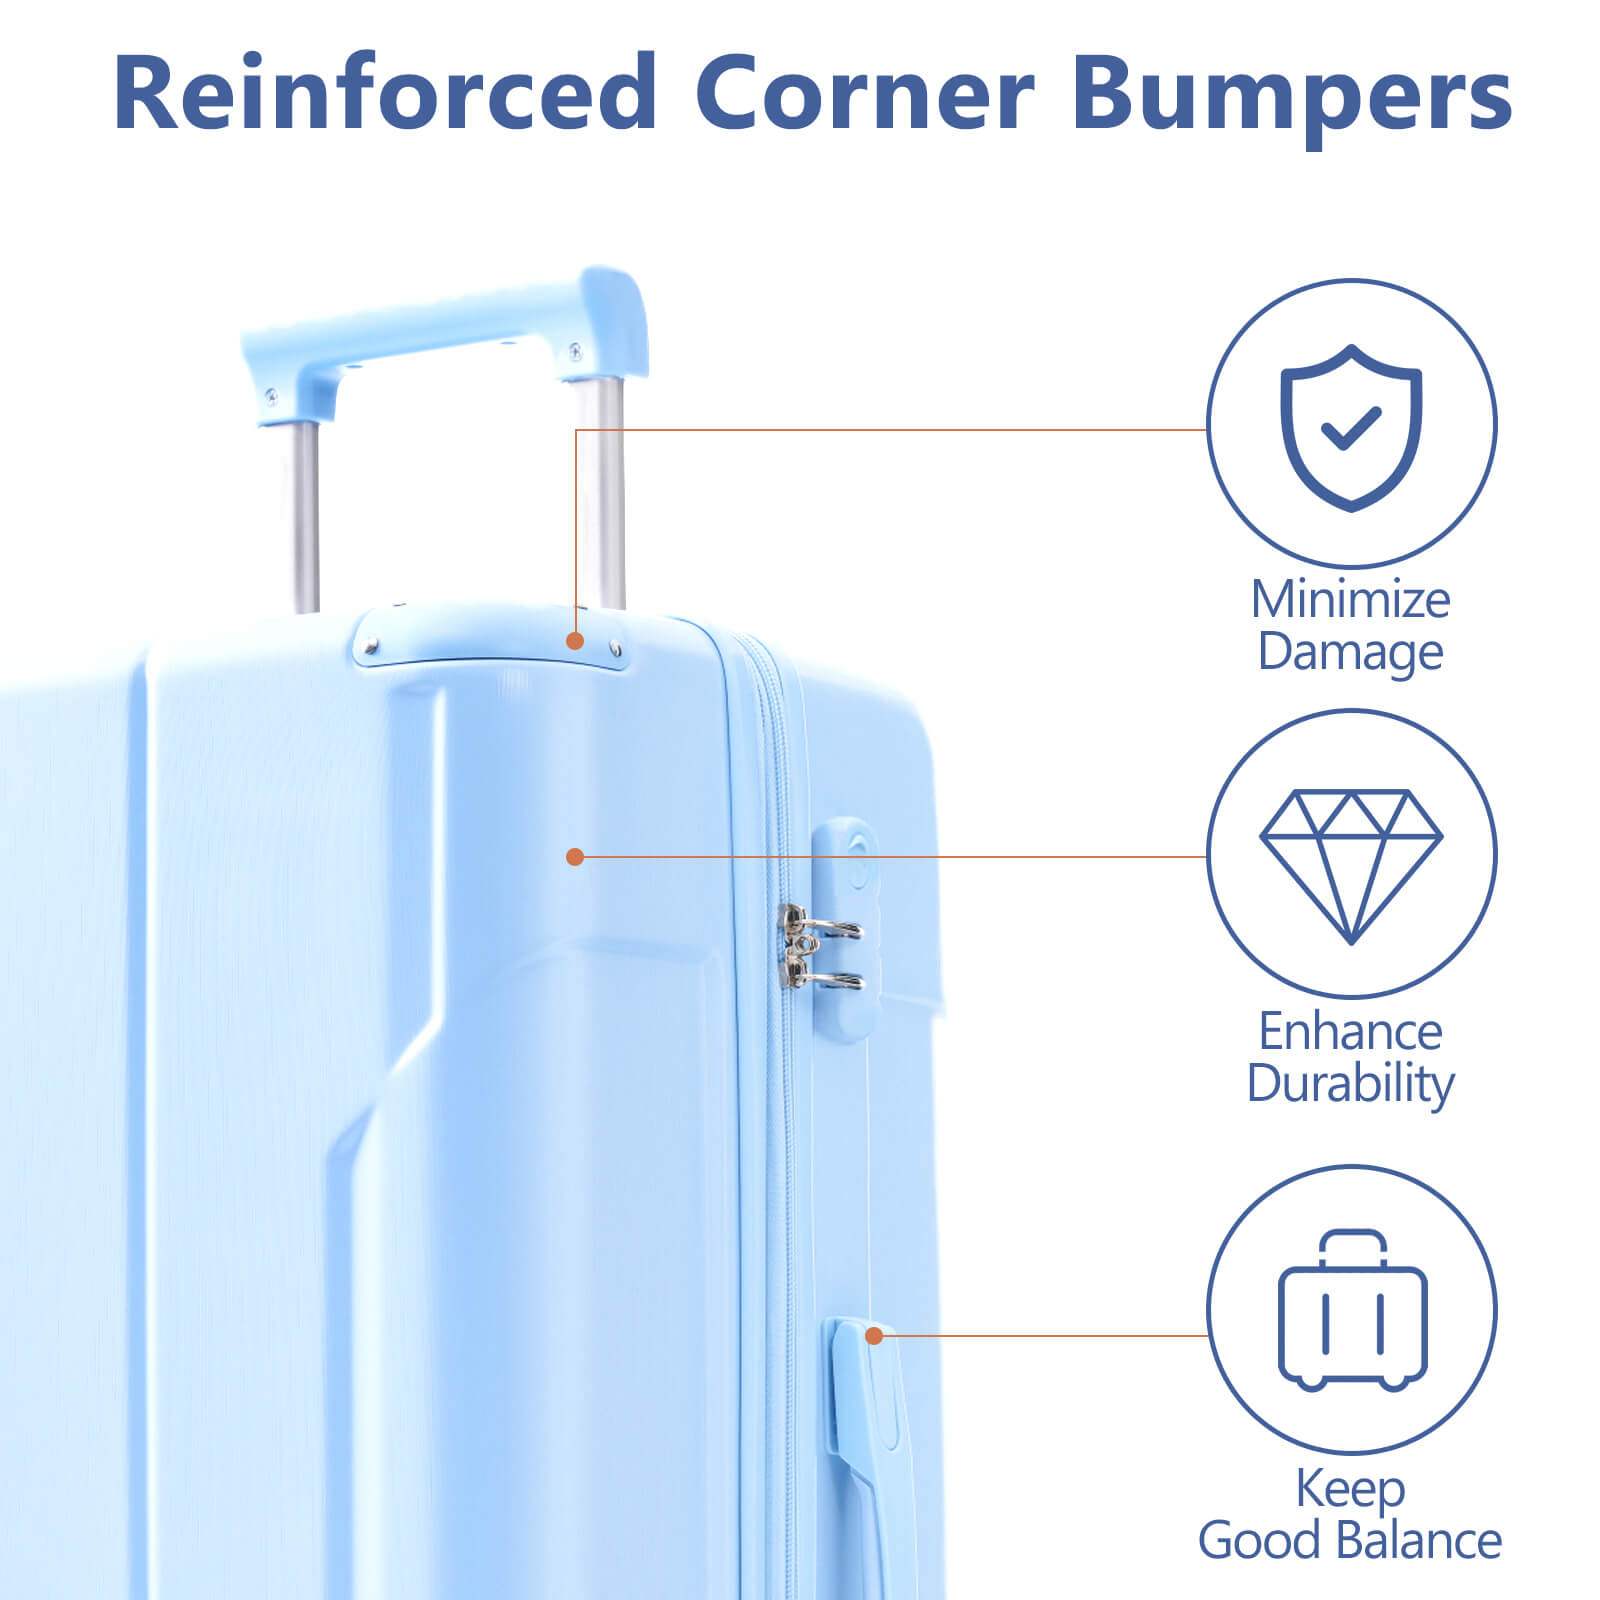 Reinforced Corner Bumpers
Minimize
Damage
Enhance
Durability
Keep
Good Balance